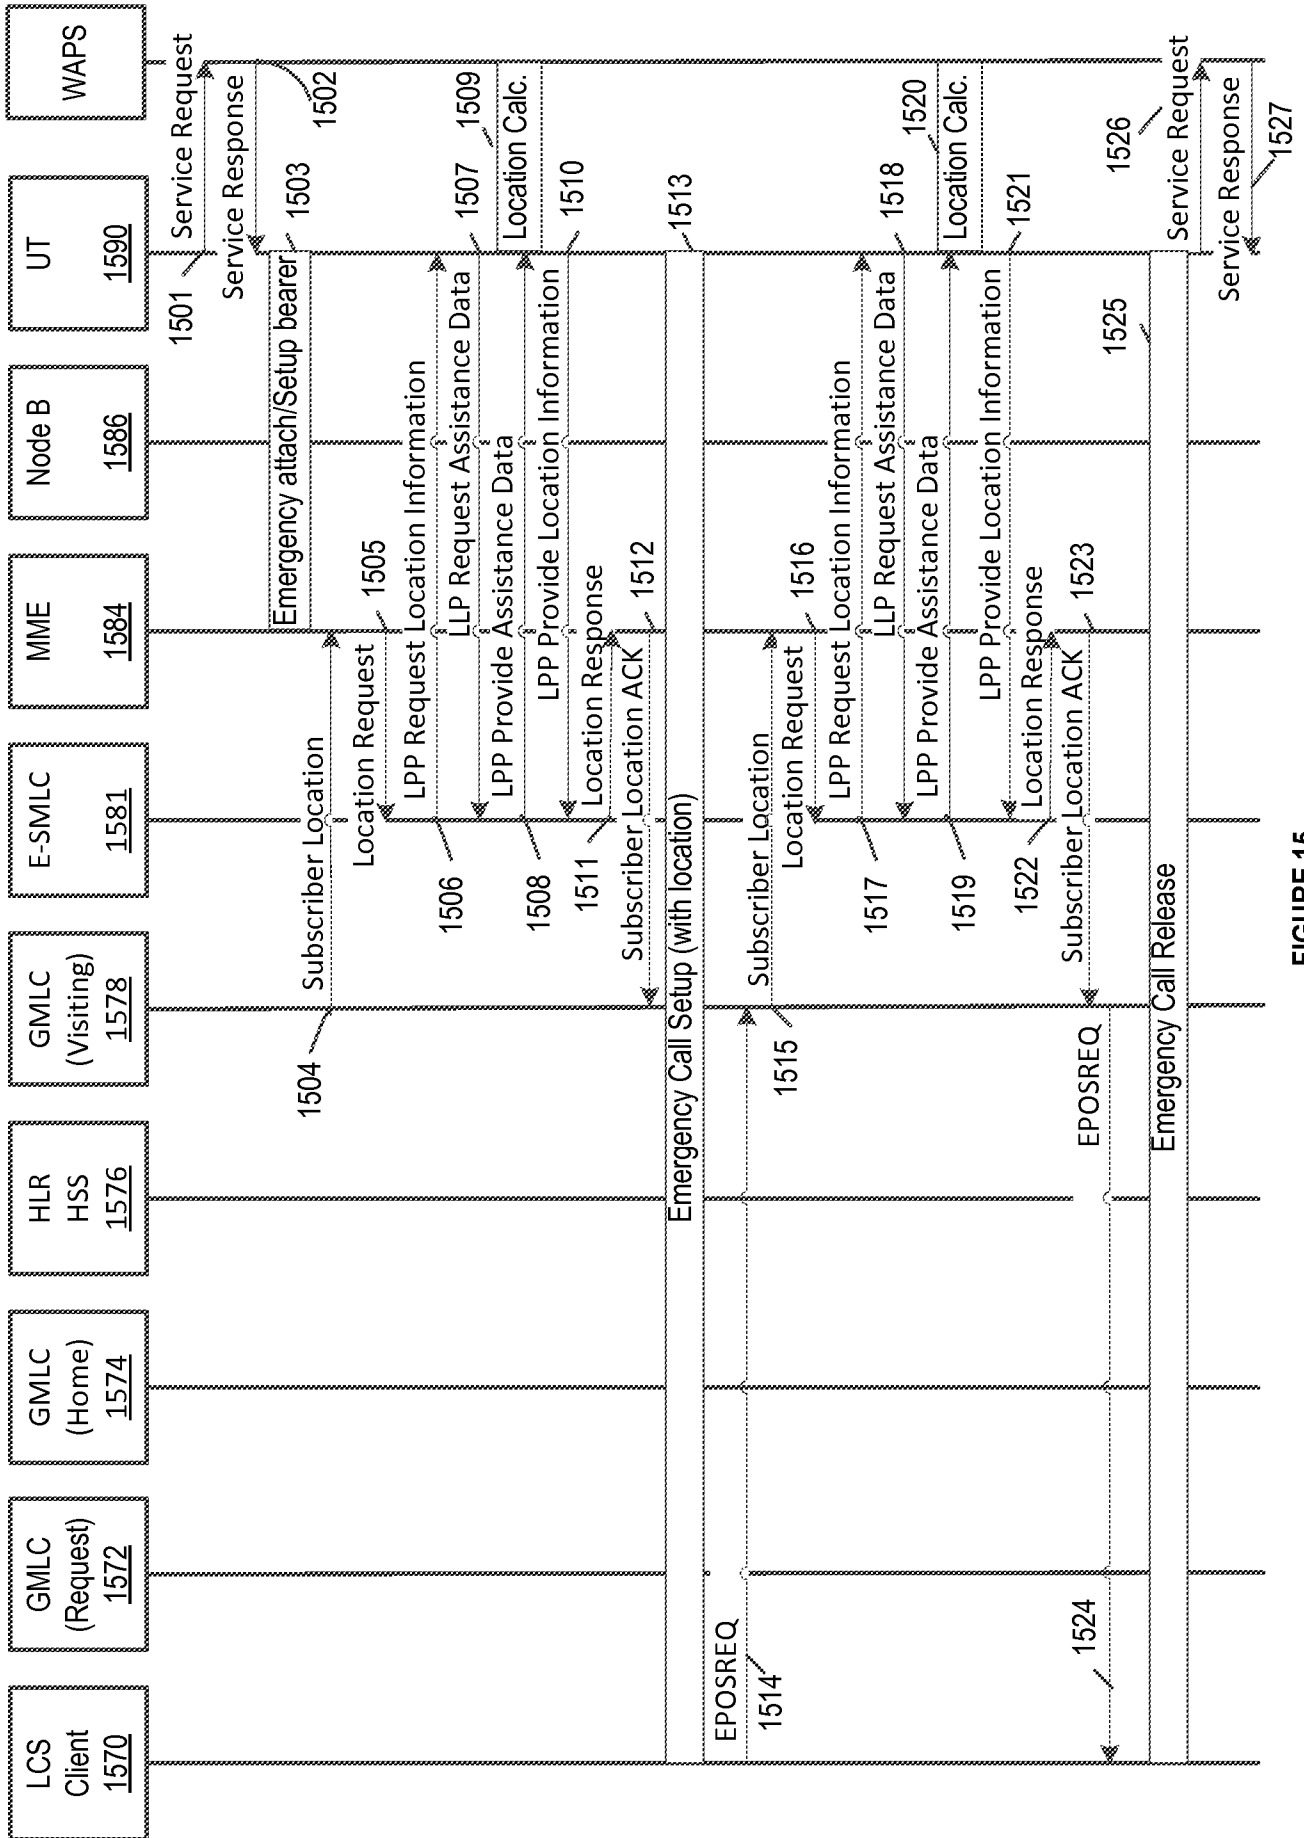 LCS
Client
1570
GMLC
(Request)
1572
GMLC
(Home)
1574
HLR
HSS
1576
GMLC
(Visiting)
1578
E-SMLC
1581
MME
1584
Node B
1586
UT
1590
WAPS
Service Request
1501
Service Response
1502
Emergency attach/Setup bearer
1503
Subscriber Location
1504
Location Request
1505
LPP Request Location Information
1506
LLP Request Assistance Data
1507
LPP Provide Assistance Data
1508
Location Calc.
1509
LPP Provide Location Information
1510
Location Response
1511
Subscriber Location ACK
1512
Emergency Call Setup (with location)
1513
EPOSREQ
1514
Subscriber Location
1515
Location Request
1516
LPP Request Location Information
1517
LLP Request Assistance Data
1518
LPP Provide Assistance Data
1519
Location Calc.
1520
LPP Provide Location Information
1521
Location Response
1522
Subscriber Location ACK
1523
EPOSREQ
1524
Emergency Call Release
1525
Service Request
1526
Service Response
1527
FIGURE 15